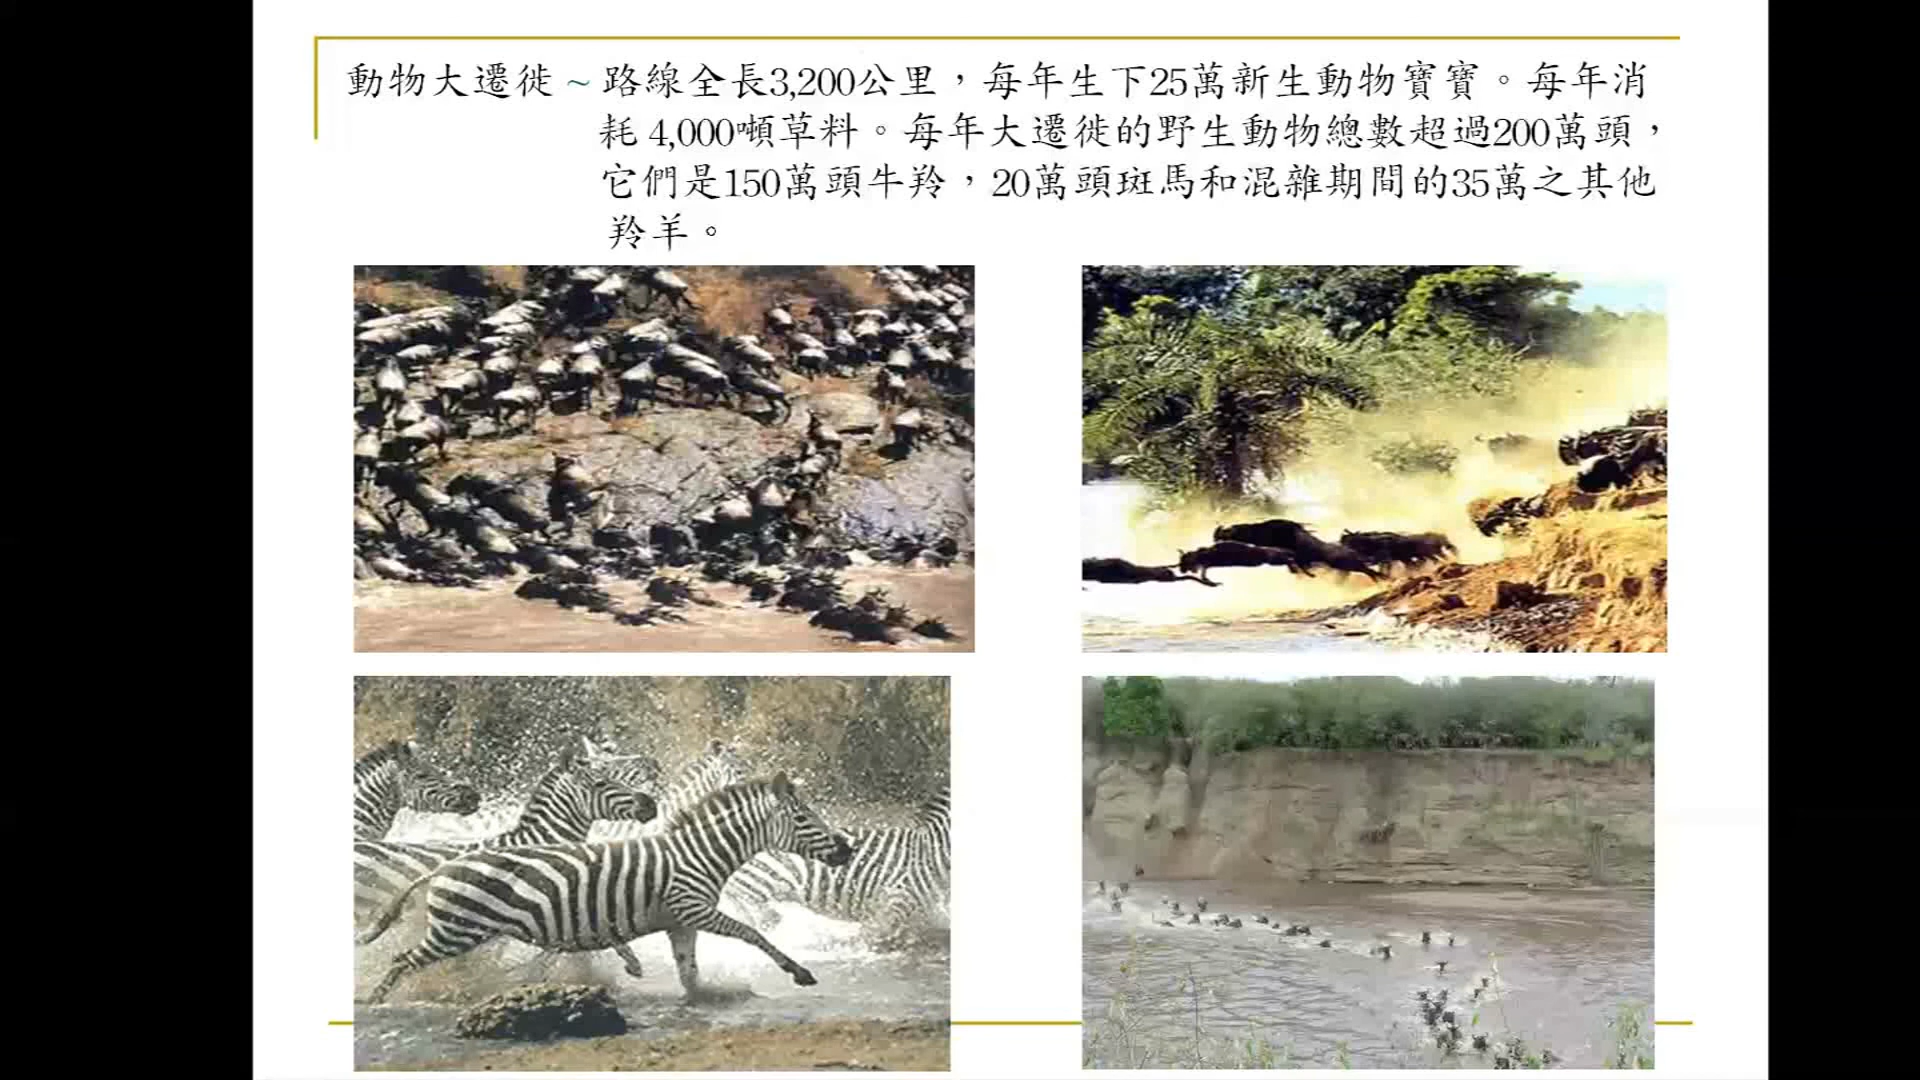 動物大遷徙~路線全長3,200公里，每年生下25萬新生動物寶寶。每年消
耗4,000噸草料。每年大遷徙的野生動物總數超過200萬頭，
它們是150萬頭牛羚，20萬頭斑馬和混雜期間的35萬之其他
羚羊。